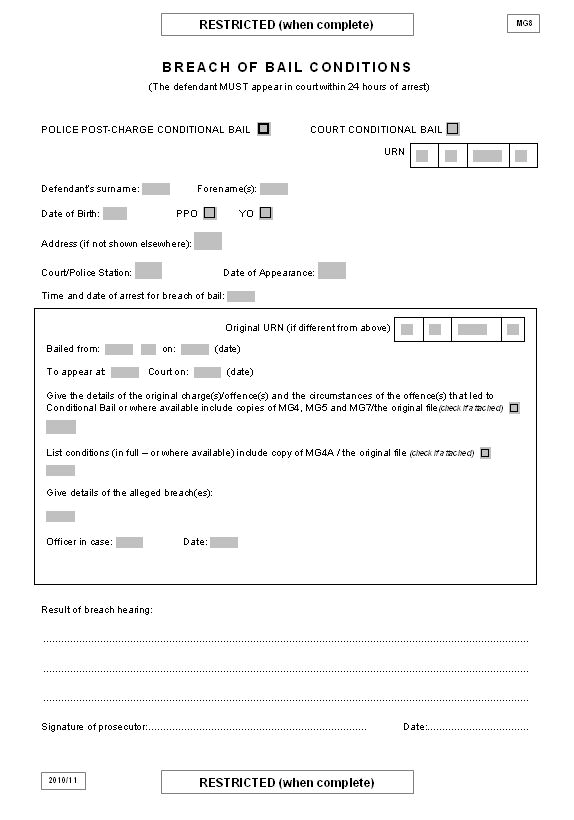 RESTRICTED (when complete)
MG8
BREACH OF BAIL CONDITIONS
(The defendant MUST appear in court within 24 hours of arrest)
POLICE POST-CHARGE CONDITIONAL BAIL COURT CONDITIONAL BAIL
URN
Defendant's surname: Forename(s):
Date of Birth: PPO YO
Address (if not shown elsewhere):
Court/Police Station: Date of Appearance:
Time and date of arrest for breach of bail:
Original URN (if different from above)
Bailed from: on: (date)
To appear at: Court on: (date)
Give the details of the original charge(s)/offence(s) and the circumstances of the offence(s) that led to
Conditional Bail or where available include copies of MG4, MG5 and MG7/the original file (check if attached)
List conditions (in full – or where available) include copy of MG4A / the original file (check if attached)
Give details of the alleged breach(es):
Officer in case: Date:
Result of breach hearing:
Signature of prosecutor: Date:
2010/11
RESTRICTED (when complete)